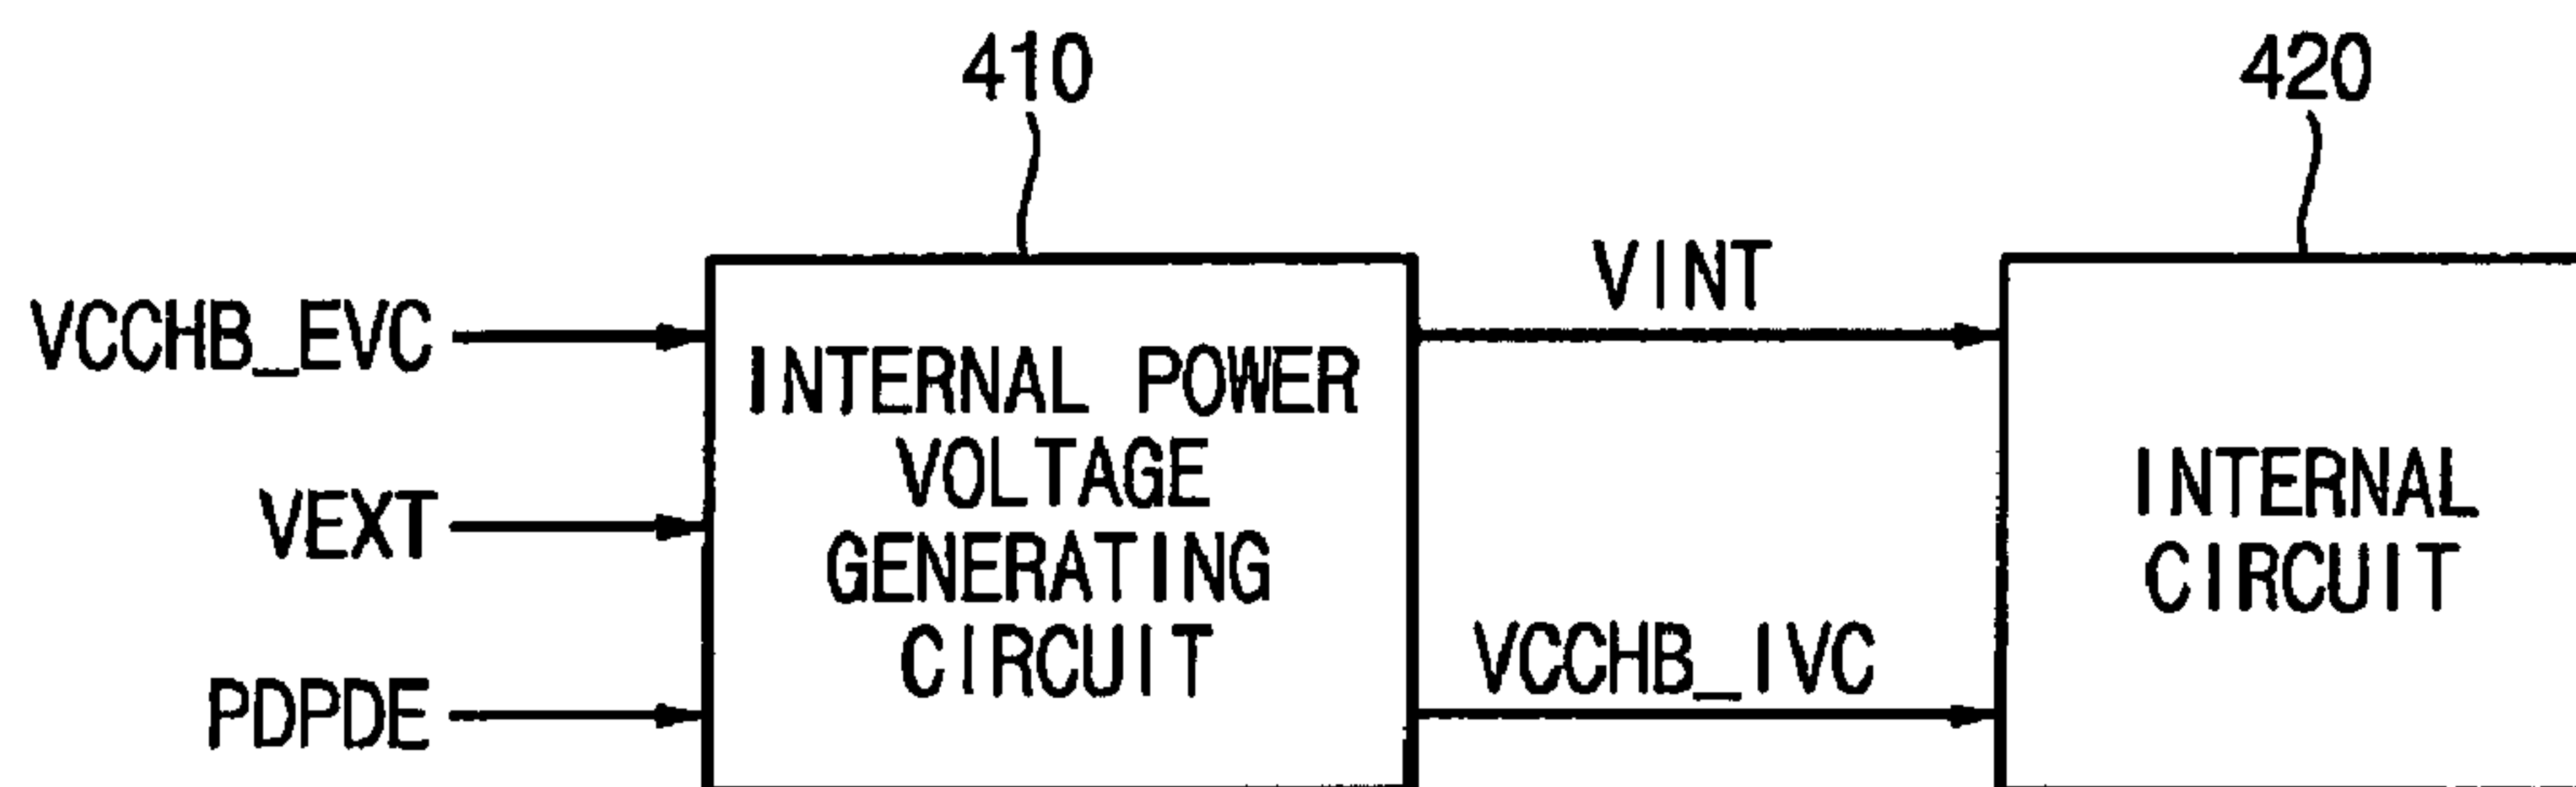 410
420
VCCHB_EVC
VEXT
PDPDE
INTERNAL POWER
VOLTAGE
GENERATING
CIRCUIT
VINT
VCCHB_IVC
INTERNAL
CIRCUIT